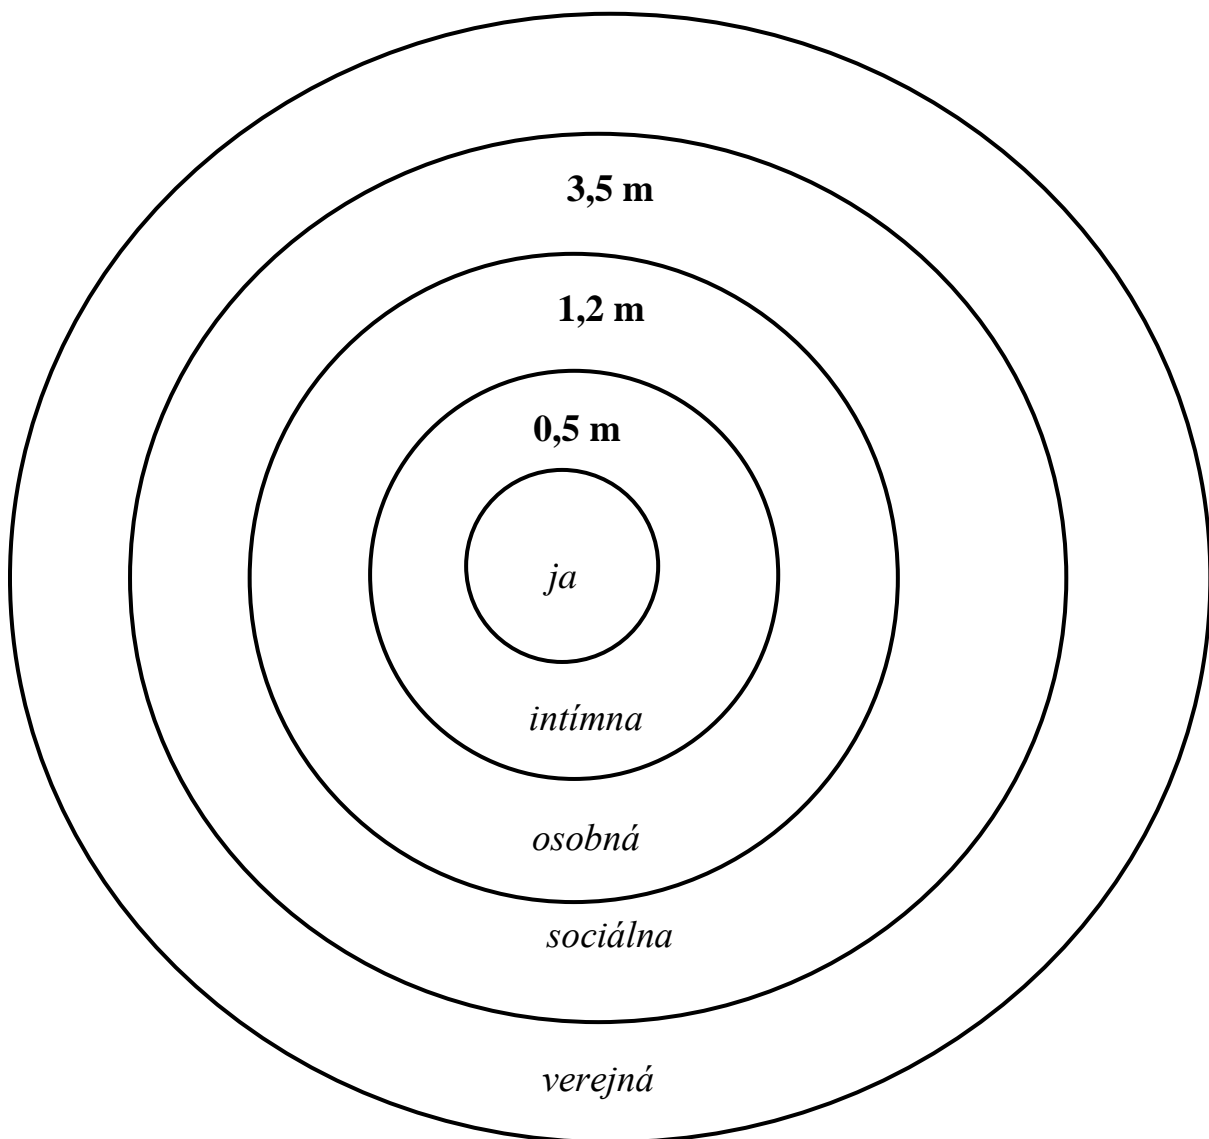 3,5 m
1,2 m
0,5 m
ja
intímna
osobná
sociálna
verejná